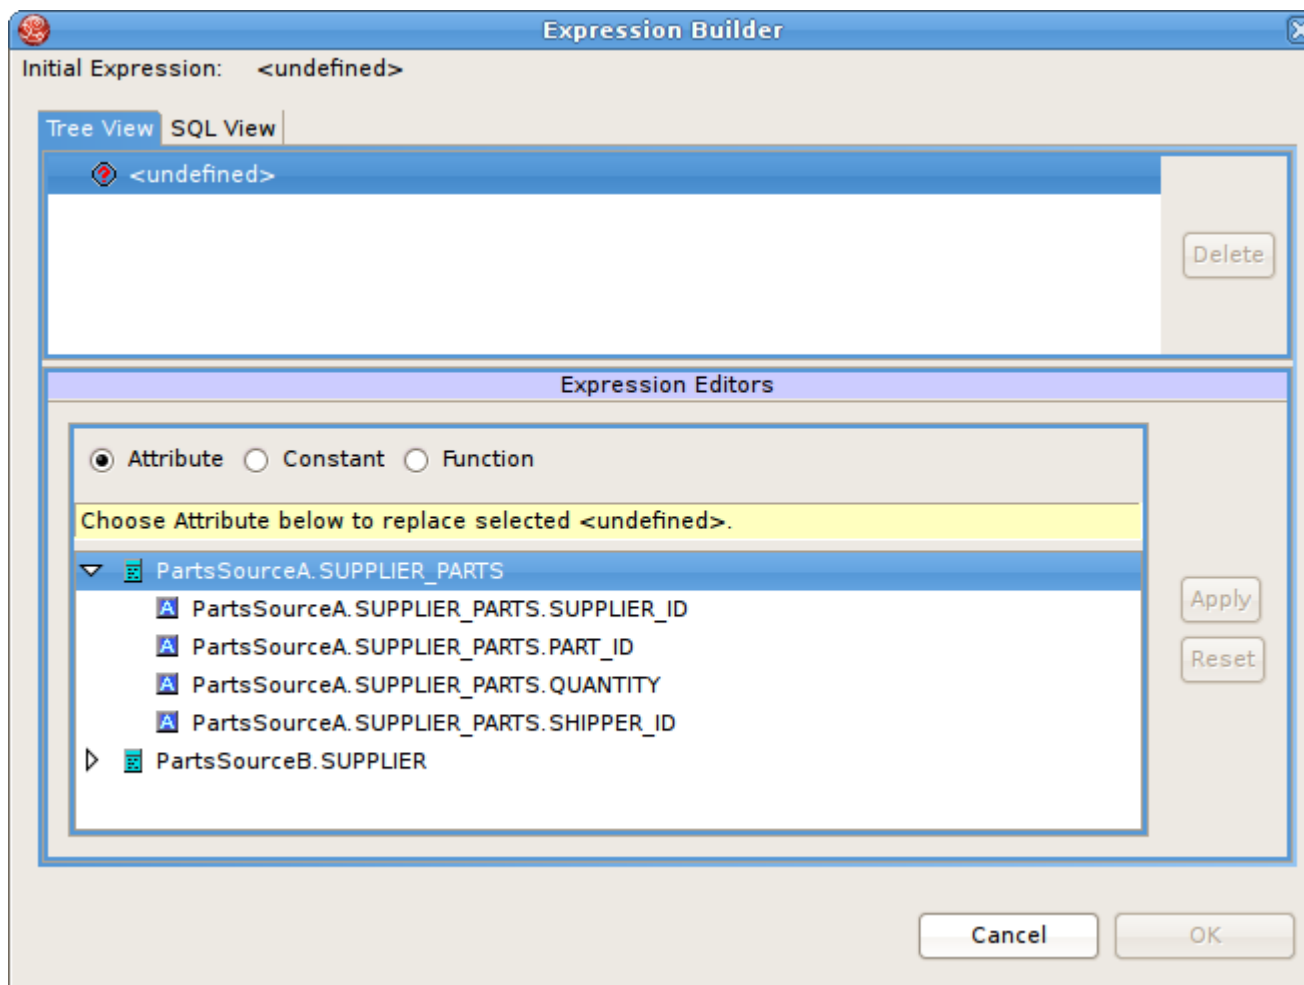 Expression Builder
Initial Expression: <undefined>
Tree View SQL View
<undefined>
Delete
Expression Editors
Attribute Constant Function
Choose Attribute below to replace selected <undefined>.
PartsSourceA.SUPPLIER_PARTS
PartsSourceA.SUPPLIER_PARTS.SUPPLIER_ID
PartsSourceA.SUPPLIER_PARTS.PART_ID
PartsSourceA.SUPPLIER_PARTS.QUANTITY
PartsSourceA.SUPPLIER_PARTS.SHIPPER_ID
PartsSourceB.SUPPLIER
Apply
Reset
Cancel OK